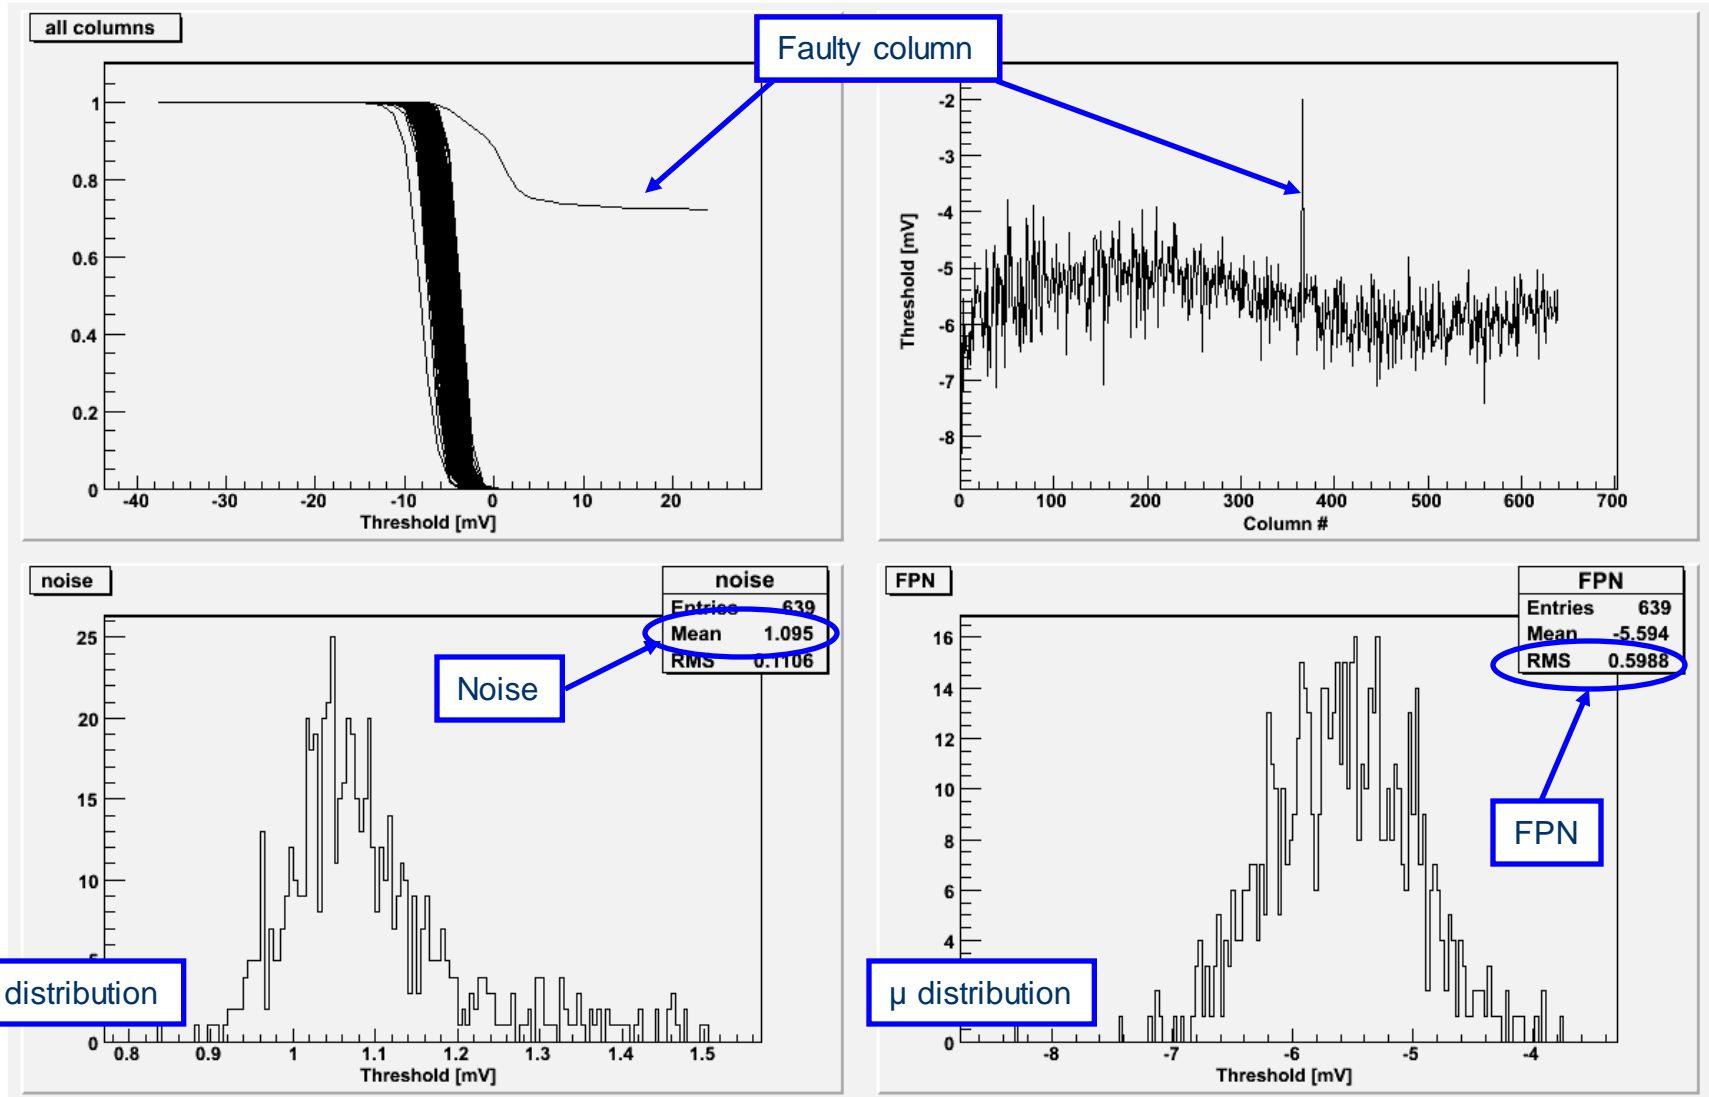 all columns
Faulty column
1
0.8
0.6
0.4
0.2
0
-40 -30 -20 -10 0 10 20
Threshold [mV]
-2
-3
-4
-5
-6
-7
-8
Threshold [mV]
0 100 200 300 400 500 600 700
Column #
noise
noise
Entries 639
Mean 1.095
RMS 0.1106
Noise
25
20
15
10
5
0
distribution
0.8 0.9 1 1.1 1.2 1.3 1.4 1.5
Threshold [mV]
FPN
FPN
Entries 639
Mean -5.594
RMS 0.5988
FPN
16
14
12
10
8
6
4
0
µ distribution
-8 -7 -6 -5 -4
Threshold [mV]